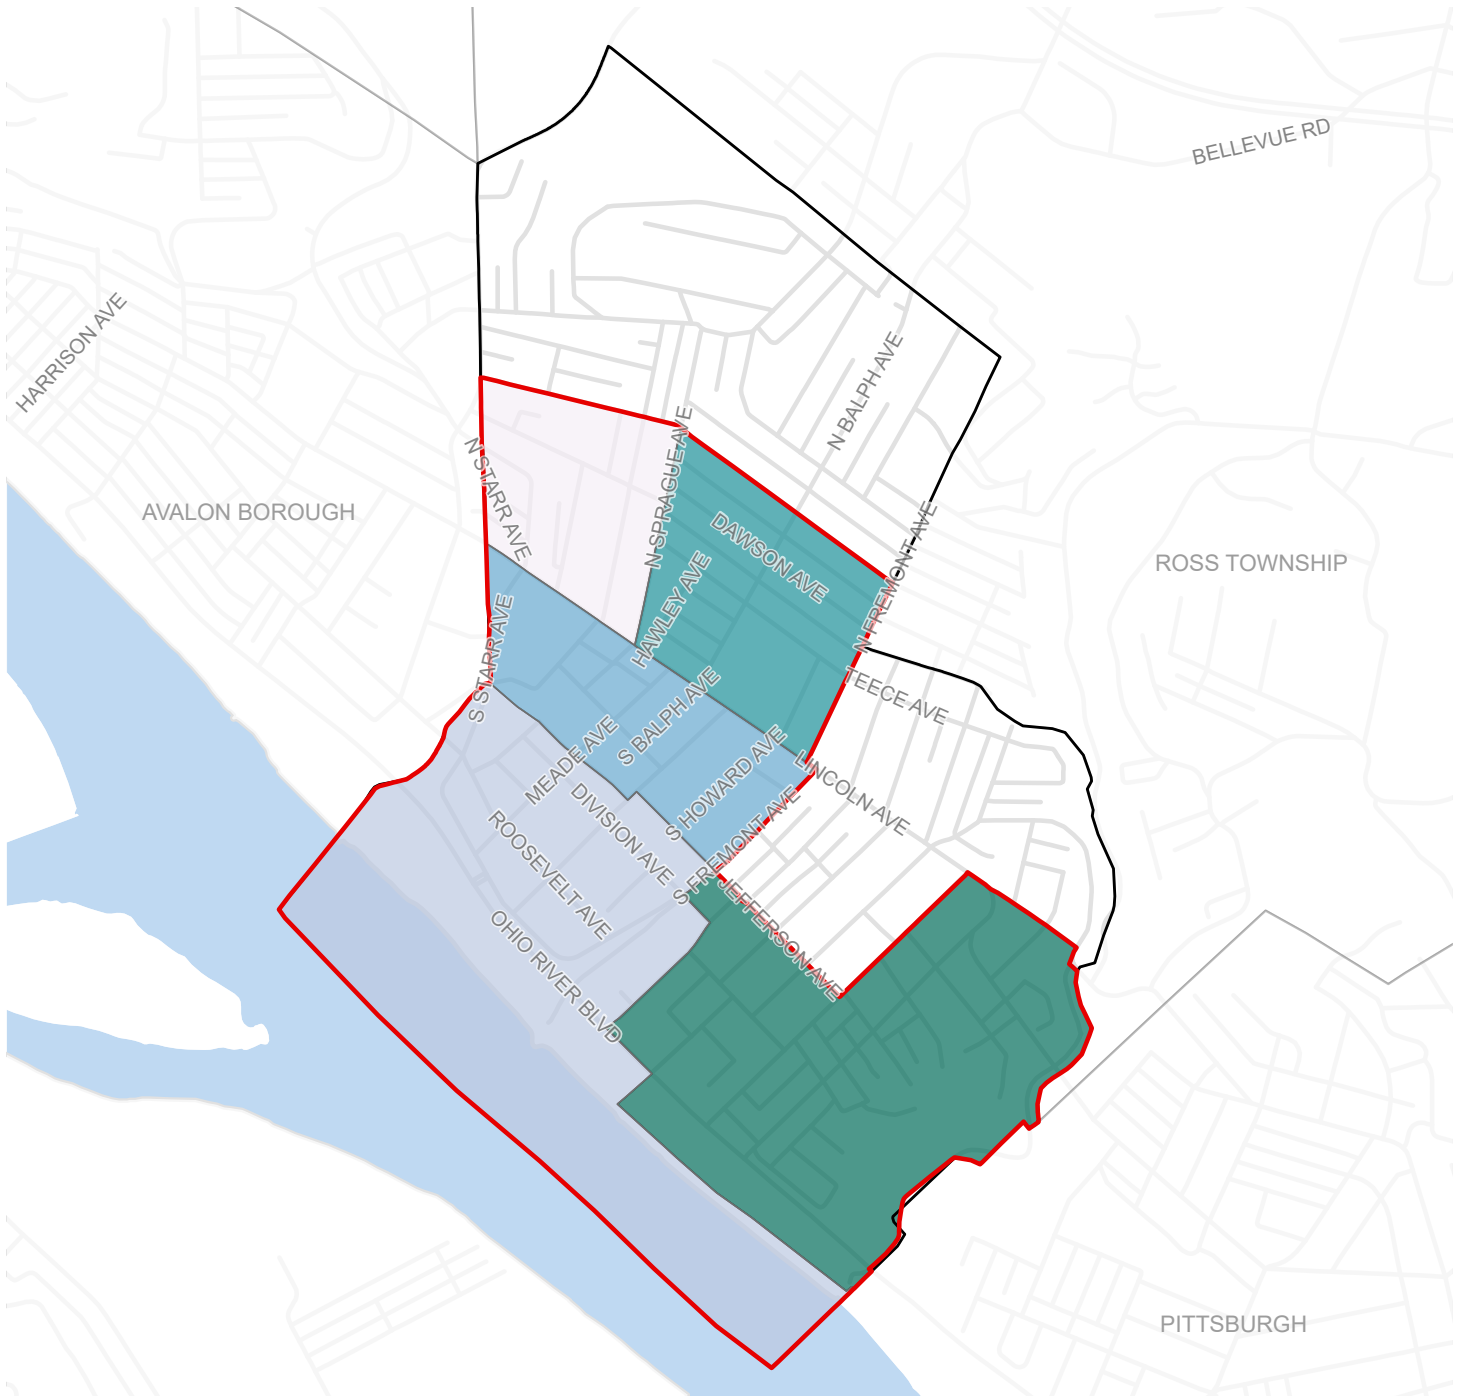 BELLEVUE RD
HARRISON AVE
N BALPH AVE
N SPRAGUE AVE
N STARR AVE
AVALON BOROUGH
DAWSON AVE
ROSS TOWNSHIP
N FREMONT AVE
HAWLEY AVE
S STARR AVE
TEECE AVE
S BALPH AVE
MEADE AVE
S HOWARD AVE
LINCOLN AVE
DIVISION AVE
S FREMONT AVE
ROOSEVELT AVE
JEFFERSON AVE
OHIO RIVER BLVD
PITTSBURGH